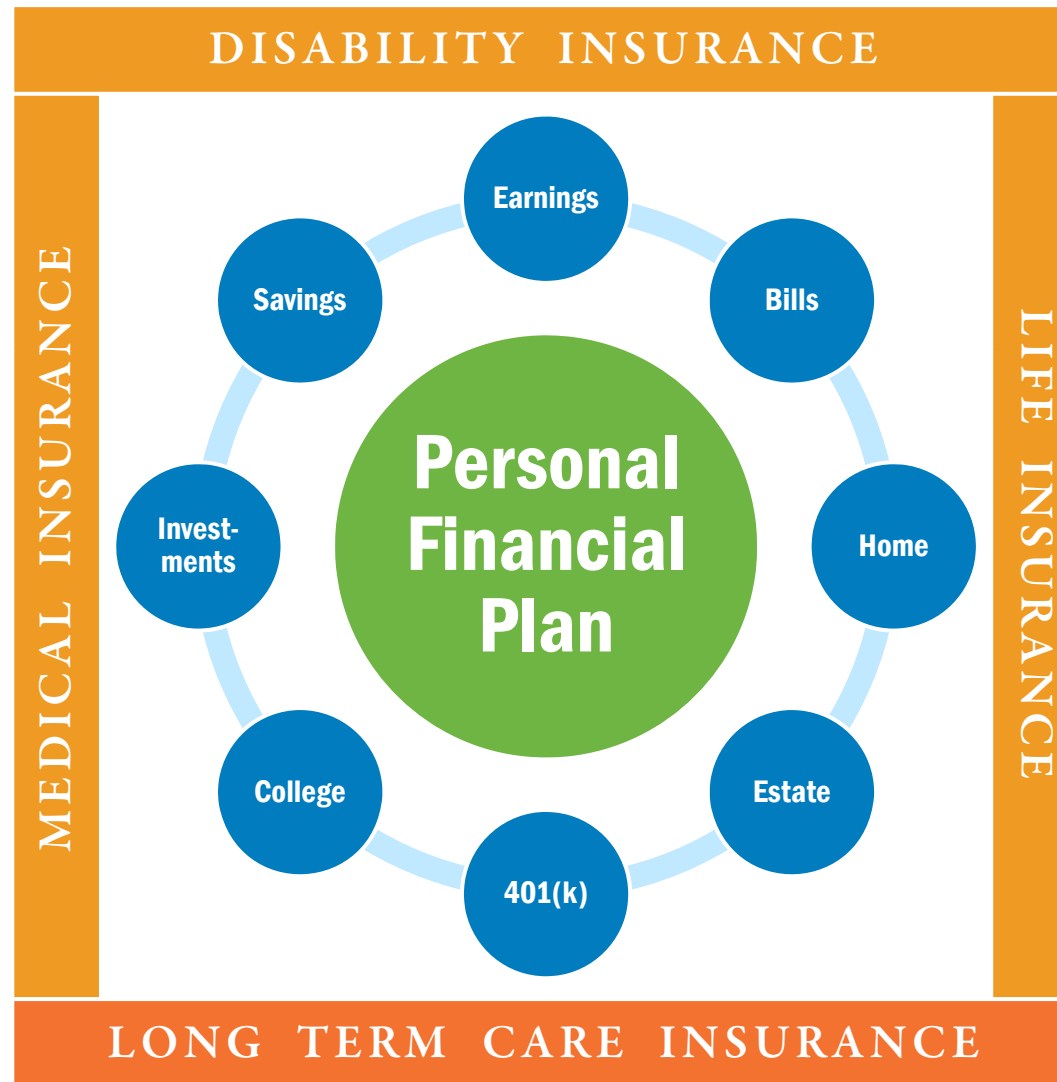 DISABILITY INSURANCE
MEDICAL INSURANCE
LIFE INSURANCE
Earnings
Savings
Bills
Personal
Financial
Plan
Invest-
ments
Home
College
Estate
401(k)
LONG TERM CARE INSURANCE